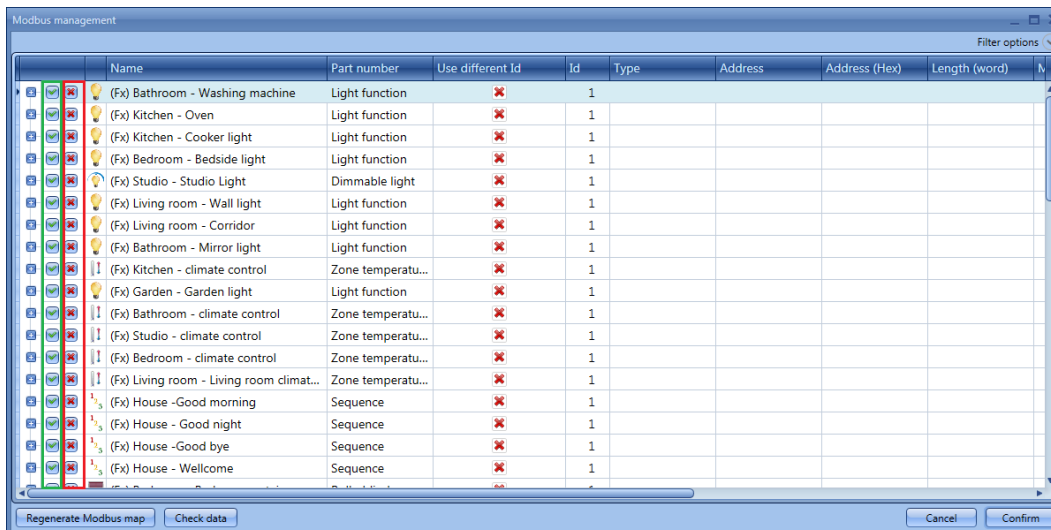 Modbus management
Filter options
Name Part number Use different Id Id Type Address Address (Hex) Length (word)
(Fx) Bathroom - Washing machine Light function 1
(Fx) Kitchen - Oven Light function 1
(Fx) Kitchen - Cooker light Light function 1
(Fx) Bedroom - Bedside light Light function 1
(Fx) Studio - Studio Light Dimmable light 1
(Fx) Living room - Wall light Light function 1
(Fx) Living room - Corridor Light function 1
(Fx) Bathroom - Mirror light Light function 1
(Fx) Kitchen - climate control Zone temperatu... 1
(Fx) Garden - Garden light Light function 1
(Fx) Bathroom - climate control Zone temperatu... 1
(Fx) Studio - climate control Zone temperatu... 1
(Fx) Bedroom - climate control Zone temperatu... 1
(Fx) Living room - Living room climat... Zone temperatu... 1
(Fx) House -Good morning Sequence 1
(Fx) House - Good night Sequence 1
(Fx) House -Good bye Sequence 1
(Fx) House - Wellcome Sequence 1
Regenerate Modbus map Check data Cancel Confirm